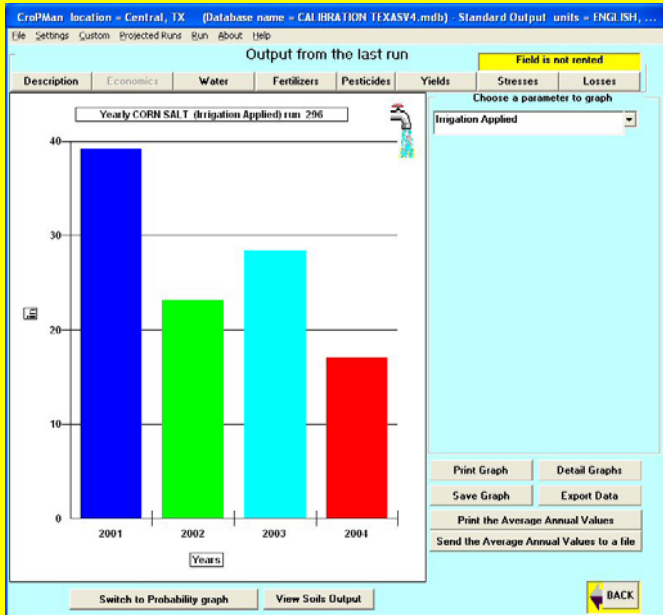 CroPMan location = Central, TX (Database name = CALIBRATION TEXASV4.mdb) - Standard Output units = ENGLISH, ...
File Settings Custom Projected Runs Run About Help
Output from the last run
Field is not rented
Description Economics Water Fertilizers Pesticides Yields Stresses Losses
Choose a parameter to graph
Yearly CORN SALT (Irrigation Applied) run 296
Irrigation Applied
40
30
in
20
10
0
2001 2002 2003 2004
Years
Print Graph Detail Graphs
Save Graph Export Data
Print the Average Annual Values
Send the Average Annual Values to a file
Switch to Probability graph View Soils Output
BACK